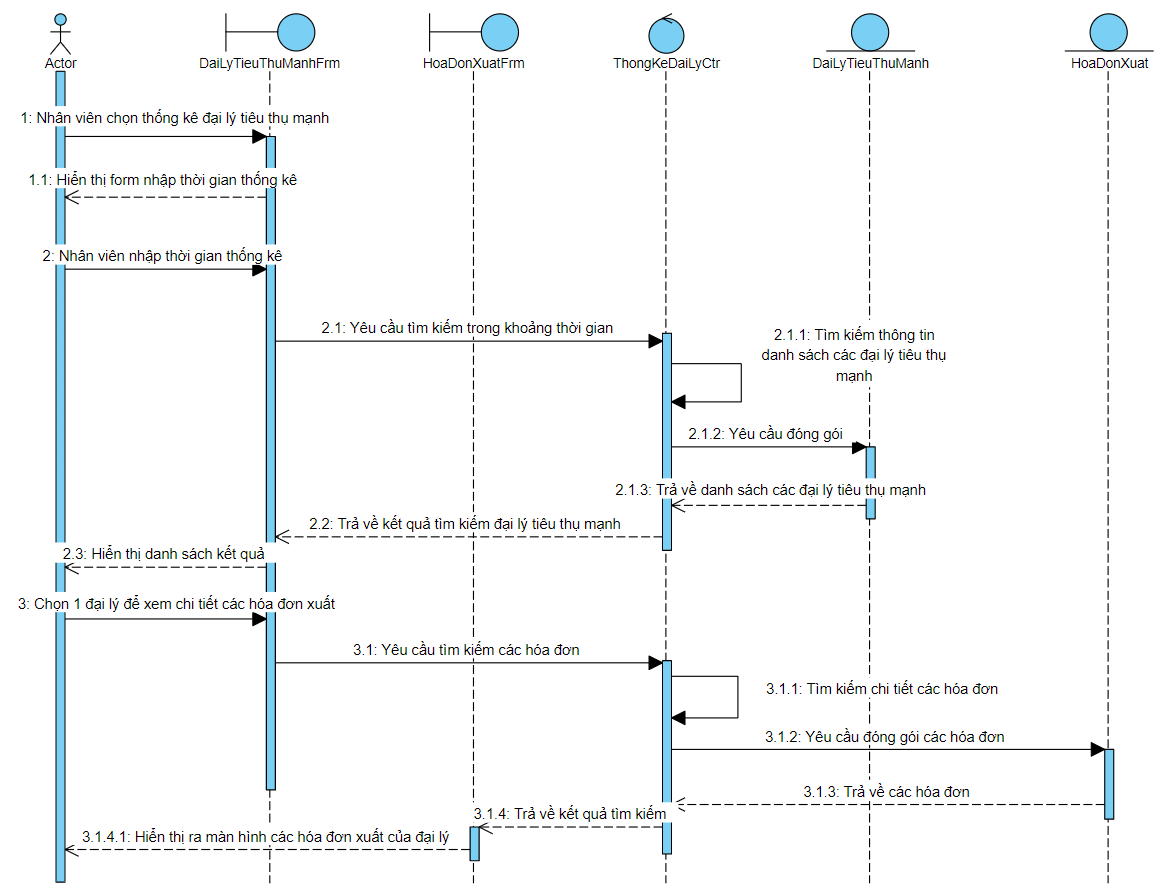 Actor
DaiLyTieuThuManhFrm
HoaDonXuatFrm
ThongKeDaiLyCtr
DaiLyTieuThuManh
HoaDonXuat
1: Nhân viên chọn thống kê đại lý tiêu thụ mạnh
1.1: Hiển thị form nhập thời gian thống kê
2: Nhân viên nhập thời gian thống kê
2.1: Yêu cầu tìm kiếm trong khoảng thời gian
2.1.1: Tìm kiếm thông tin
danh sách các đại lý tiêu thụ
mạnh
2.1.2: Yêu cầu đóng gói
2.1.3: Trả về danh sách các đại lý tiêu thụ mạnh
2.2: Trả về kết quả tìm kiếm đại lý tiêu thụ mạnh
2.3: Hiển thị danh sách kết quả
3: Chọn 1 đại lý để xem chi tiết các hóa đơn xuất
3.1: Yêu cầu tìm kiếm các hóa đơn
3.1.1: Tìm kiếm chi tiết các hóa đơn
3.1.2: Yêu cầu đóng gói các hóa đơn
3.1.3: Trả về các hóa đơn
3.1.4: Trả về kết quả tìm kiếm
3.1.4.1: Hiển thị ra màn hình các hóa đơn xuất của đại lý